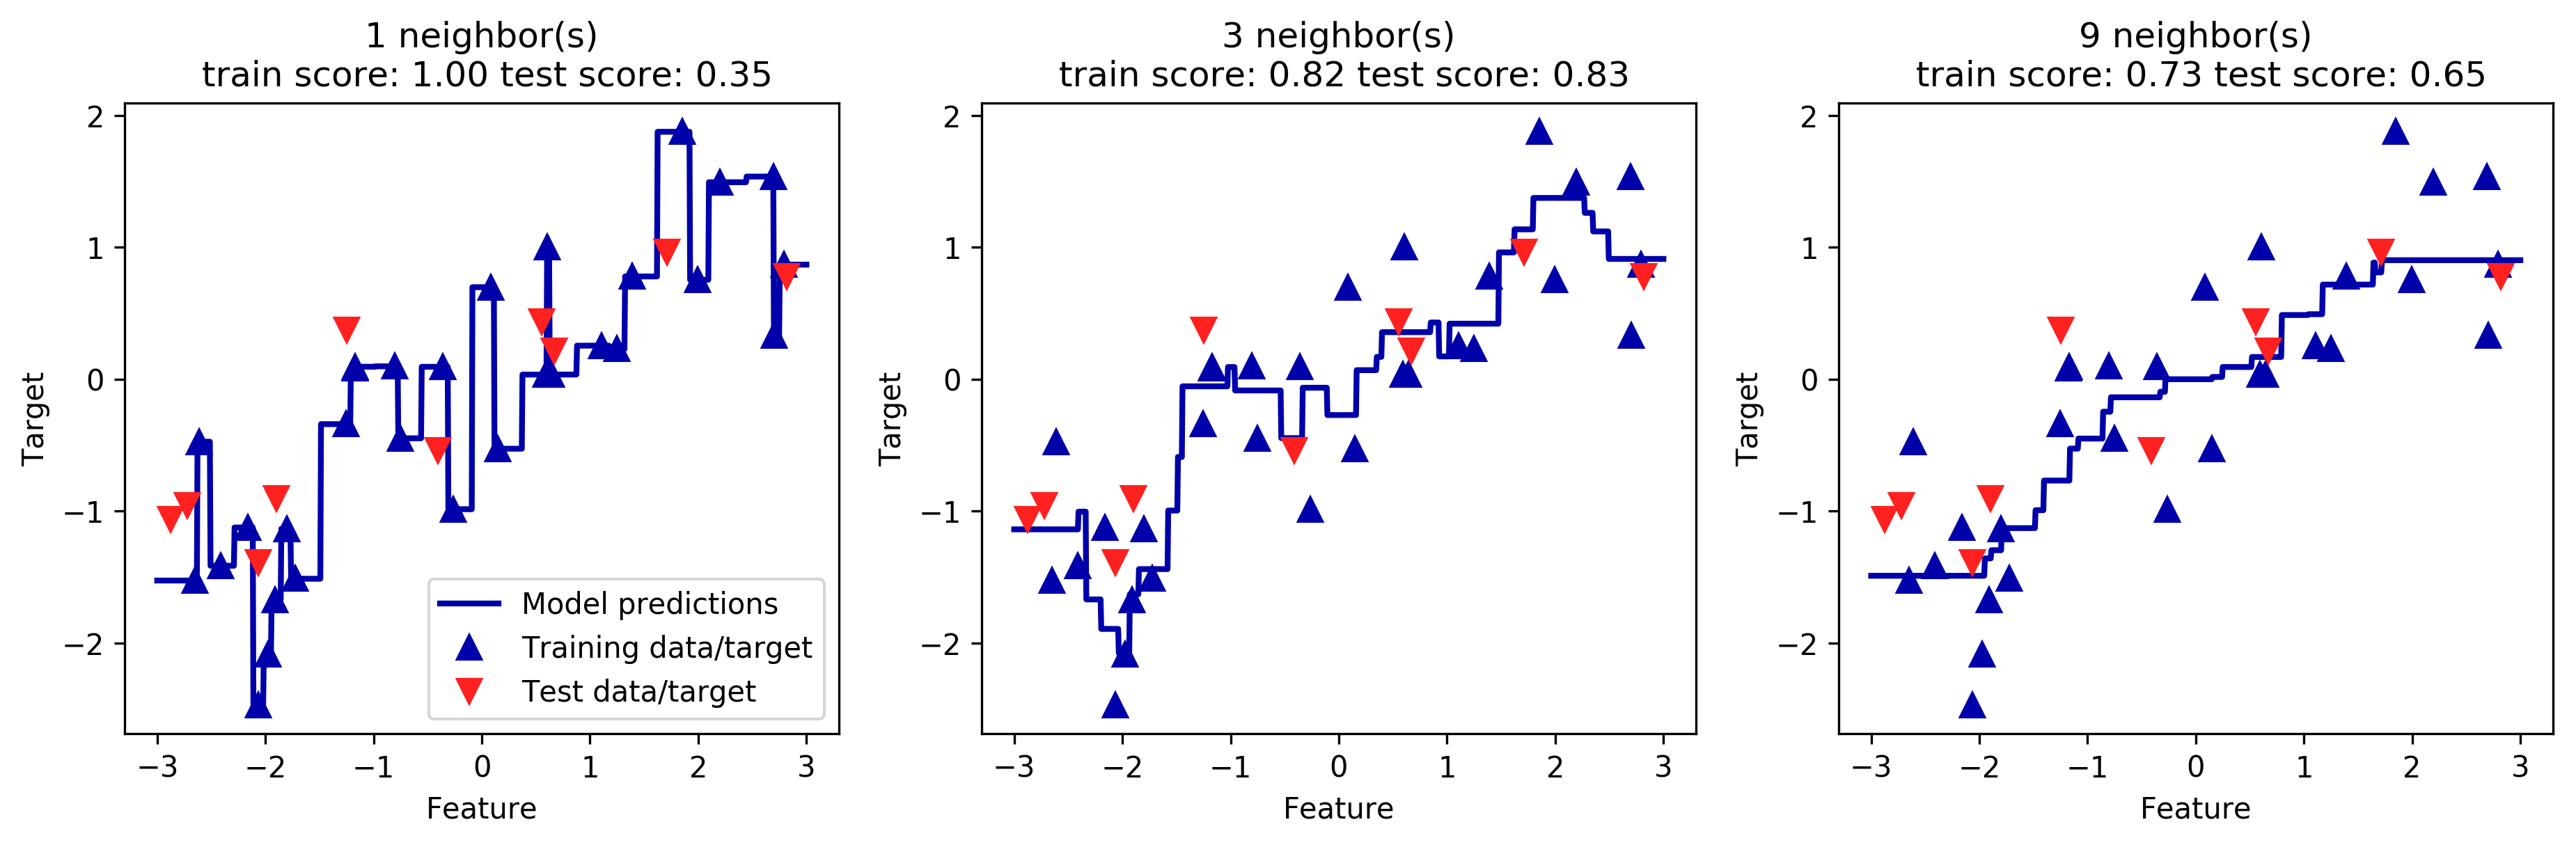 1 neighbor(s)
train score: 1.00 test score: 0.35
2
1
0
−1
−2
Target
−3
−2
−1
0
1
2
3
Feature
Model predictions
Training data/target
Test data/target
3 neighbor(s)
train score: 0.82 test score: 0.83
2
1
0
−1
−2
Target
−3
−2
−1
0
1
2
3
Feature
9 neighbor(s)
train score: 0.73 test score: 0.65
2
1
0
−1
−2
Target
−3
−2
−1
0
1
2
3
Feature